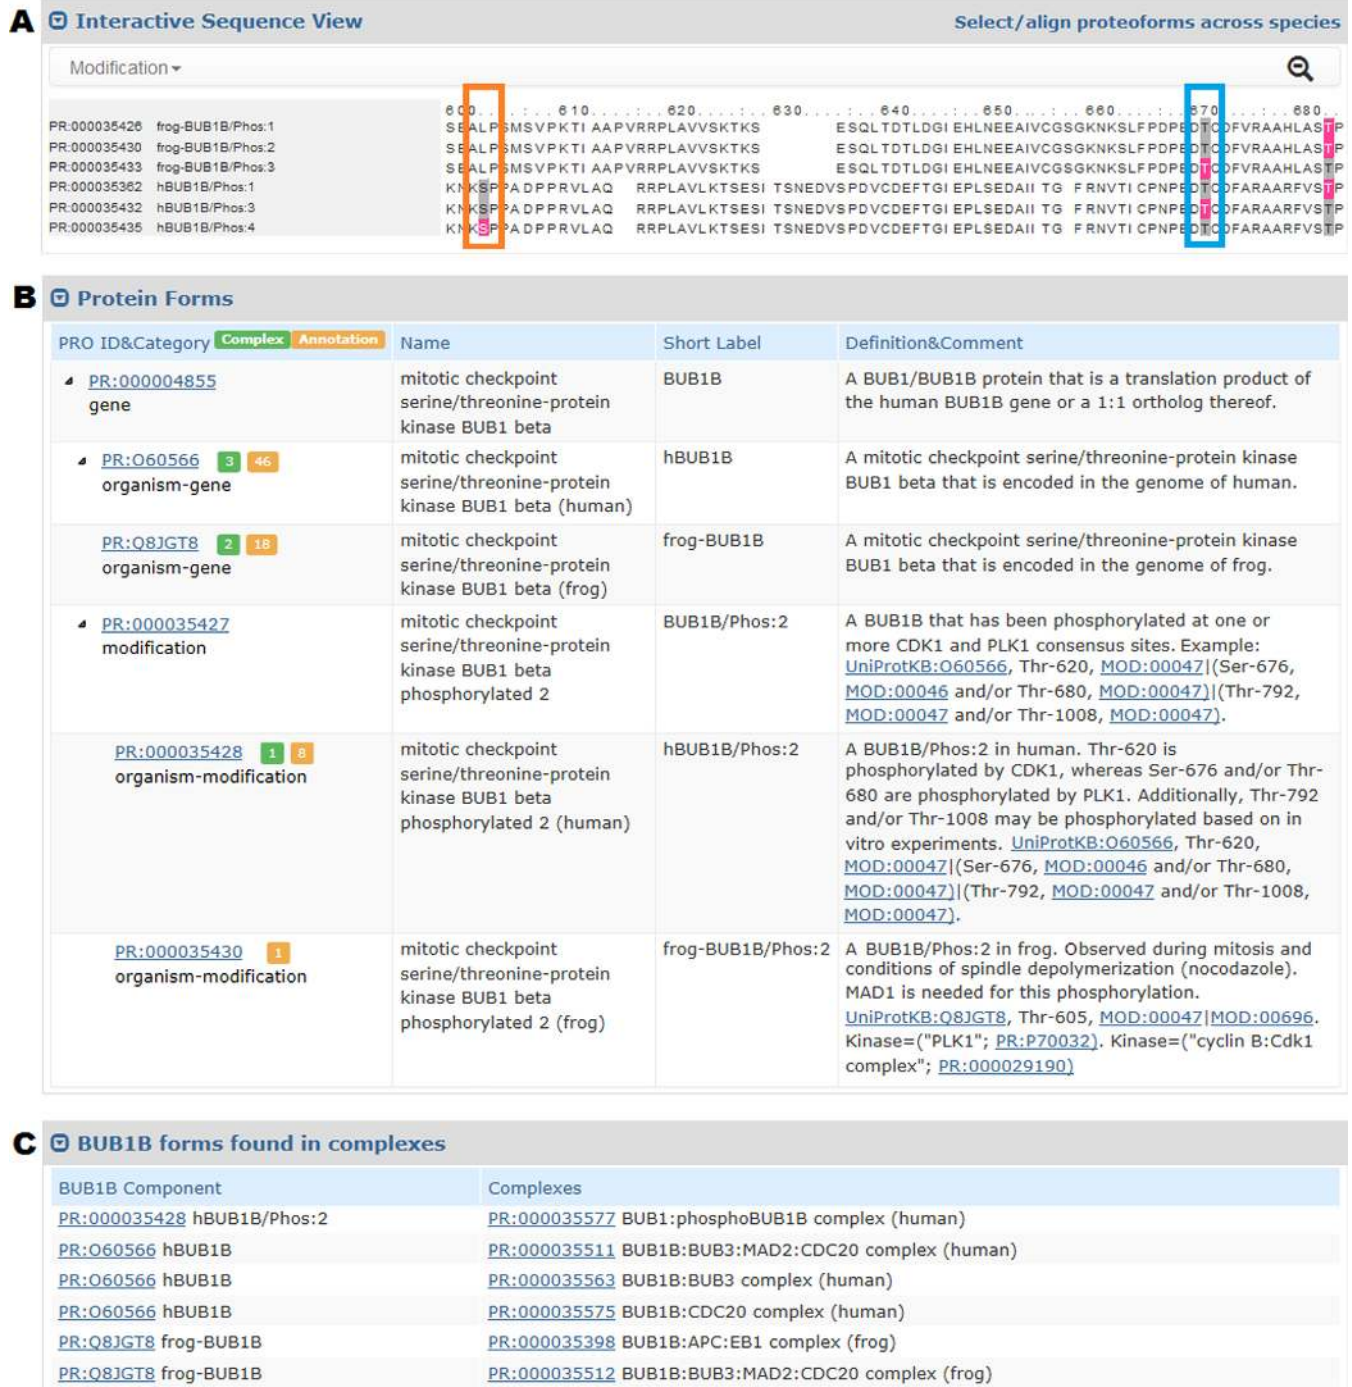 A Interactive Sequence View Select/align proteoforms across species
Modification
600. . . : . . 610. . . . : . . 620. . . . : . . 630. . . . : . . 640. . . . : . . 650. . . . : . . 660. . . . : . . 670. . . . : . . 680. .
PR:000035426 frog-BUB1B/Phos:1 SEALPSMSVPKTI AAPVRRPLAVVSKTKS ESQLTDTLDGI EHLNEEAIVCGSGKNKSLFPDPEDTCDFVRAAHLASTP
PR:000035430 frog-BUB1B/Phos:2 SEALPSMSVPKTI AAPVRRPLAVVSKTKS ESQLTDTLDGI EHLNEEAIVCGSGKNKSLFPDPEDTCDFVRAAHLASTP
PR:000035433 frog-BUB1B/Phos:3 SEALPSMSVPKTI AAPVRRPLAVVSKTKS ESQLTDTLDGI EHLNEEAIVCGSGKNKSLFPDPEDTCDFVRAAHLASTP
PR:000035362 hBUB1B/Phos:1 KNKSPPADPPRVLAQ RRPLAVLKTSESI TSNEDVSPDVCDEFTGI EPLSEDAII TG FRNVTI CPNPEDTCDFARAARFVSTP
PR:000035432 hBUB1B/Phos:3 KNKSPPADPPRVLAQ RRPLAVLKTSESI TSNEDVSPDVCDEFTGI EPLSEDAII TG FRNVTI CPNPEDTCDFARAARFVSTP
PR:000035435 hBUB1B/Phos:4 KNKSPPADPPRVLAQ RRPLAVLKTSESI TSNEDVSPDVCDEFTGI EPLSEDAII TG FRNVTI CPNPEDTCDFARAARFVSTP
B Protein Forms
PRO ID&Category Complex Annotation Name Short Label Definition&Comment
PR:000004855 mitotic checkpoint BUB1B A BUB1/BUB1B protein that is a translation product of
gene serine/threonine-protein the human BUB1B gene or a 1:1 ortholog thereof.
kinase BUB1 beta
PR:O60566 3 46 mitotic checkpoint hBUB1B A mitotic checkpoint serine/threonine-protein kinase
organism-gene serine/threonine-protein BUB1 beta that is encoded in the genome of human.
kinase BUB1 beta (human)
PR:Q8JGT8 2 18 mitotic checkpoint frog-BUB1B A mitotic checkpoint serine/threonine-protein kinase
organism-gene serine/threonine-protein BUB1 beta that is encoded in the genome of frog.
kinase BUB1 beta (frog)
PR:000035427 mitotic checkpoint BUB1B/Phos:2 A BUB1B that has been phosphorylated at one or
modification serine/threonine-protein more CDK1 and PLK1 consensus sites. Example:
kinase BUB1 beta UniProtKB:O60566, Thr-620, MOD:00047|(Ser-676,
phosphorylated 2 MOD:00046 and/or Thr-680, MOD:00047)|(Thr-792,
MOD:00047 and/or Thr-1008, MOD:00047).
PR:000035428 1 8 mitotic checkpoint hBUB1B/Phos:2 A BUB1B/Phos:2 in human. Thr-620 is
organism-modification serine/threonine-protein phosphorylated by CDK1, whereas Ser-676 and/or Thr-
kinase BUB1 beta 680 are phosphorylated by PLK1. Additionally, Thr-792
phosphorylated 2 (human) and/or Thr-1008 may be phosphorylated based on in
vitro experiments. UniProtKB:O60566, Thr-620,
MOD:00047|(Ser-676, MOD:00046 and/or Thr-680,
MOD:00047)|(Thr-792, MOD:00047 and/or Thr-1008,
MOD:00047).
PR:000035430 1 mitotic checkpoint frog-BUB1B/Phos:2 A BUB1B/Phos:2 in frog. Observed during mitosis and
organism-modification serine/threonine-protein conditions of spindle depolymerization (nocodazole).
kinase BUB1 beta MAD1 is needed for this phosphorylation.
phosphorylated 2 (frog) UniProtKB:Q8JGT8, Thr-605, MOD:00047|MOD:00696.
Kinase=("PLK1"; PR:P70032). Kinase=("cyclin B:Cdk1
complex"; PR:000029190)
C BUB1B forms found in complexes
BUB1B Component Complexes
PR:000035428 hBUB1B/Phos:2 PR:000035577 BUB1:phosphoBUB1B complex (human)
PR:O60566 hBUB1B PR:000035511 BUB1B:BUB3:MAD2:CDC20 complex (human)
PR:O60566 hBUB1B PR:000035563 BUB1B:BUB3 complex (human)
PR:O60566 hBUB1B PR:000035575 BUB1B:CDC20 complex (human)
PR:Q8JGT8 frog-BUB1B PR:000035398 BUB1B:APC:EB1 complex (frog)
PR:Q8JGT8 frog-BUB1B PR:000035512 BUB1B:BUB3:MAD2:CDC20 complex (frog)